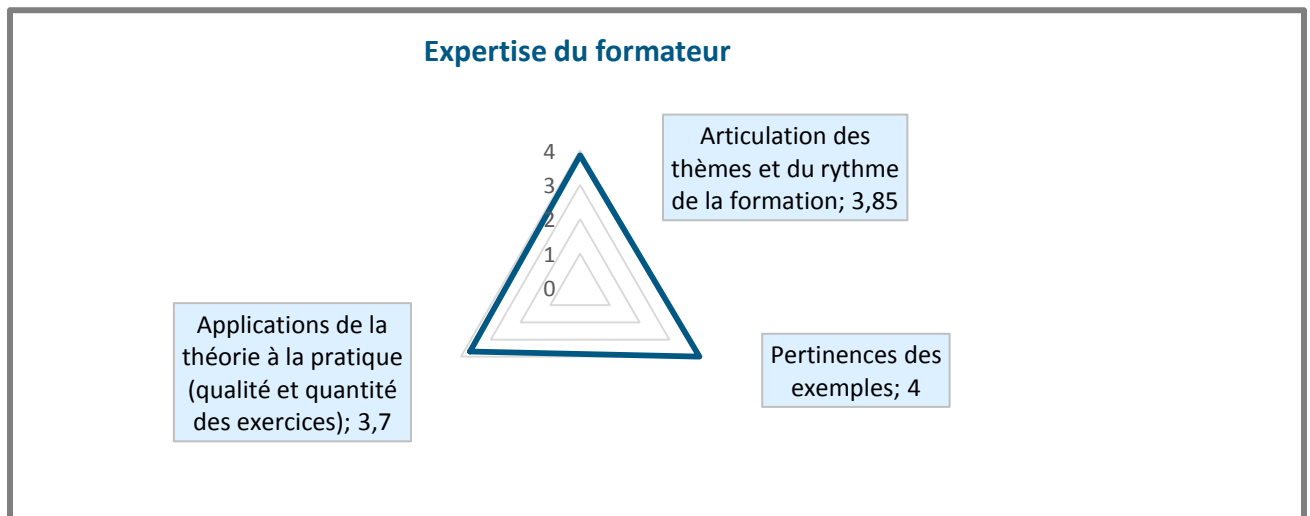 Expertise du formateur
Articulation des
thèmes et du rythme
de la formation; 3,85
4
3
2
1
0
Applications de la
théorie à la pratique
(qualité et quantité
des exercices); 3,7
Pertinences des
exemples; 4